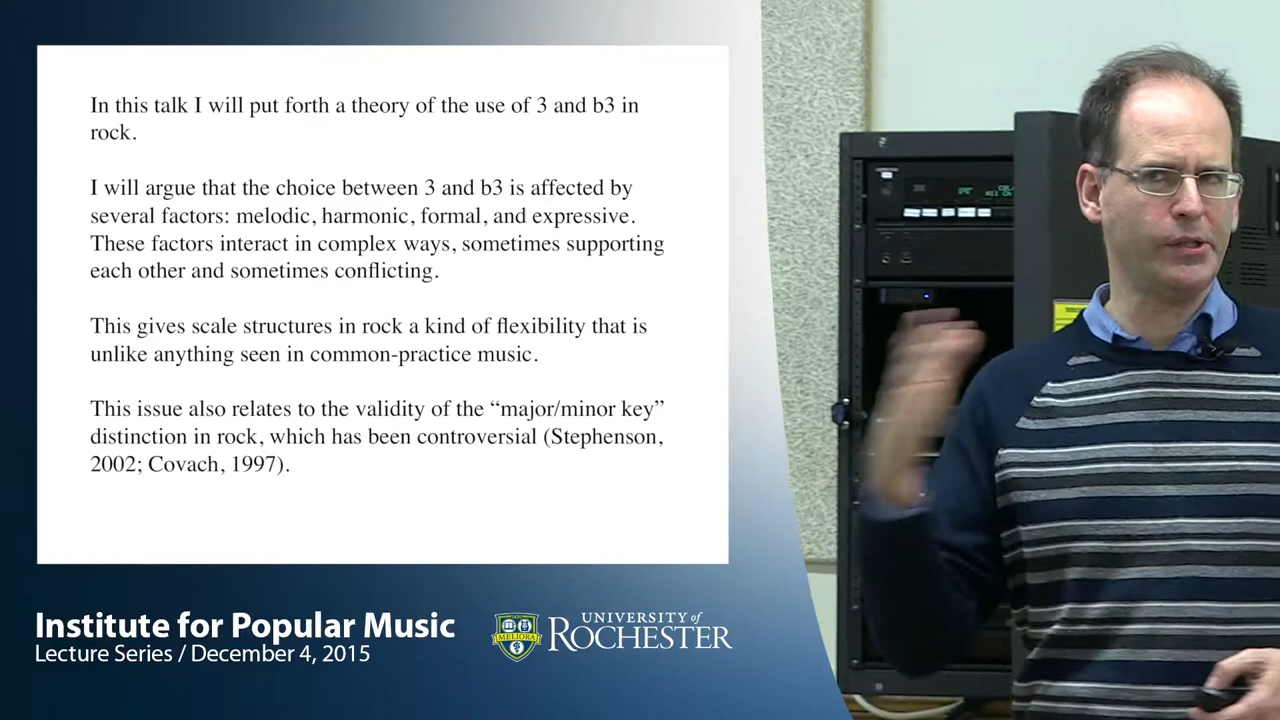 In this talk I will put forth a theory of the use of 3 and b3 in
rock.
I will argue that the choice between 3 and b3 is affected by
several factors: melodic, harmonic, formal, and expressive.
These factors interact in complex ways, sometimes supporting
each other and sometimes conflicting.
This gives scale structures in rock a kind of flexibility that is
unlike anything seen in common-practice music.
This issue also relates to the validity of the “major/minor key”
distinction in rock, which has been controversial (Stephenson,
2002; Covach, 1997).
Institute for Popular Music
Lecture Series / December 4, 2015
MELIORA
UNIVERSITY of
ROCHESTER